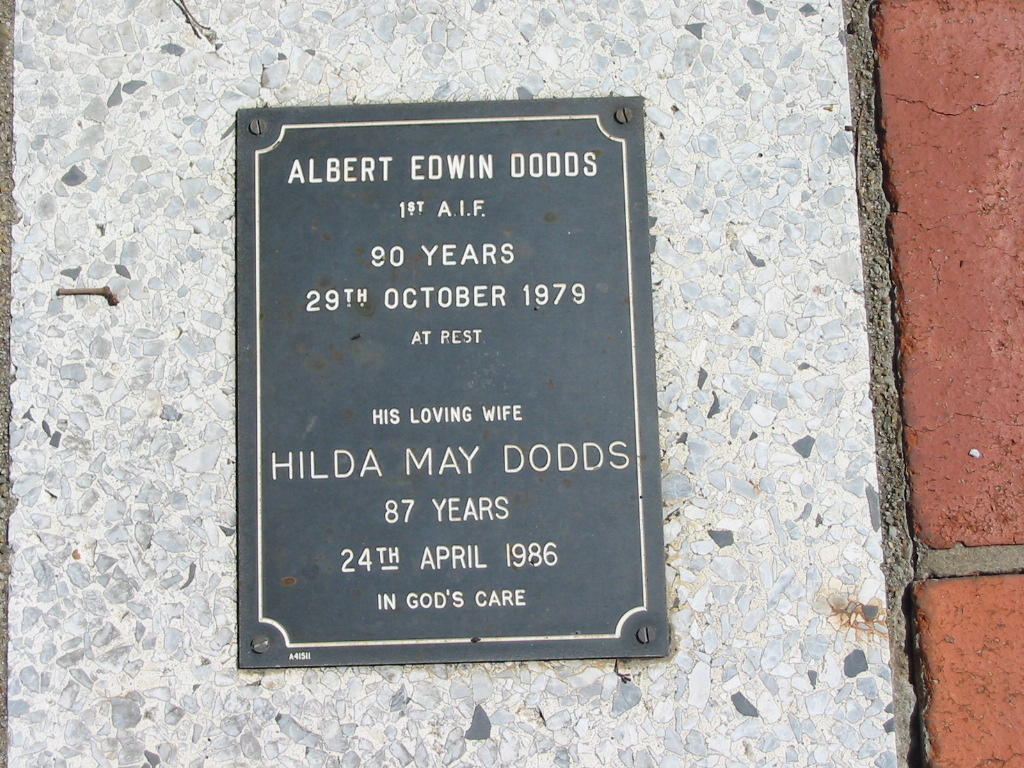 ALBERT EDWIN DODDS
1ST A.I.F.
90 YEARS
29TH OCTOBER 1979
AT REST
HIS LOVING WIFE
HILDA MAY DODDS
87 YEARS
24TH APRIL 1986
IN GOD'S CARE
A41511